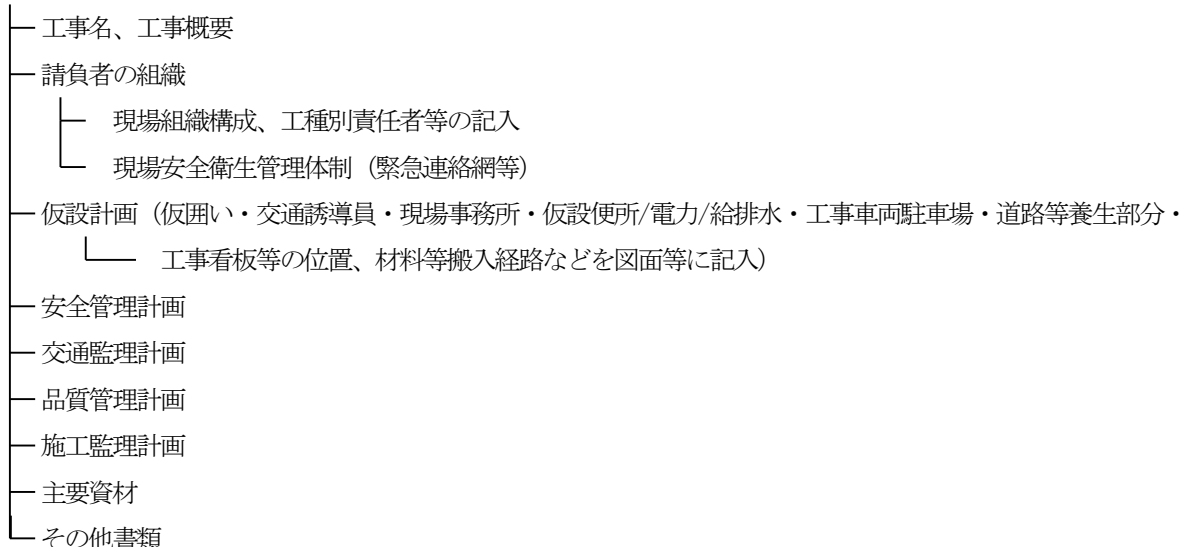 工事名、工事概要
請負者の組織
現場組織構成、工種別責任者等の記入
現場安全衛生管理体制（緊急連絡網等）
仮設計画（仮囲い・交通誘導員・現場事務所・仮設便所/電力/給排水・工事車両駐車場・道路等養生部分・
工事看板等の位置、材料等搬入経路などを図面等に記入）
安全管理計画
交通監理計画
品質管理計画
施工監理計画
主要資材
その他書類